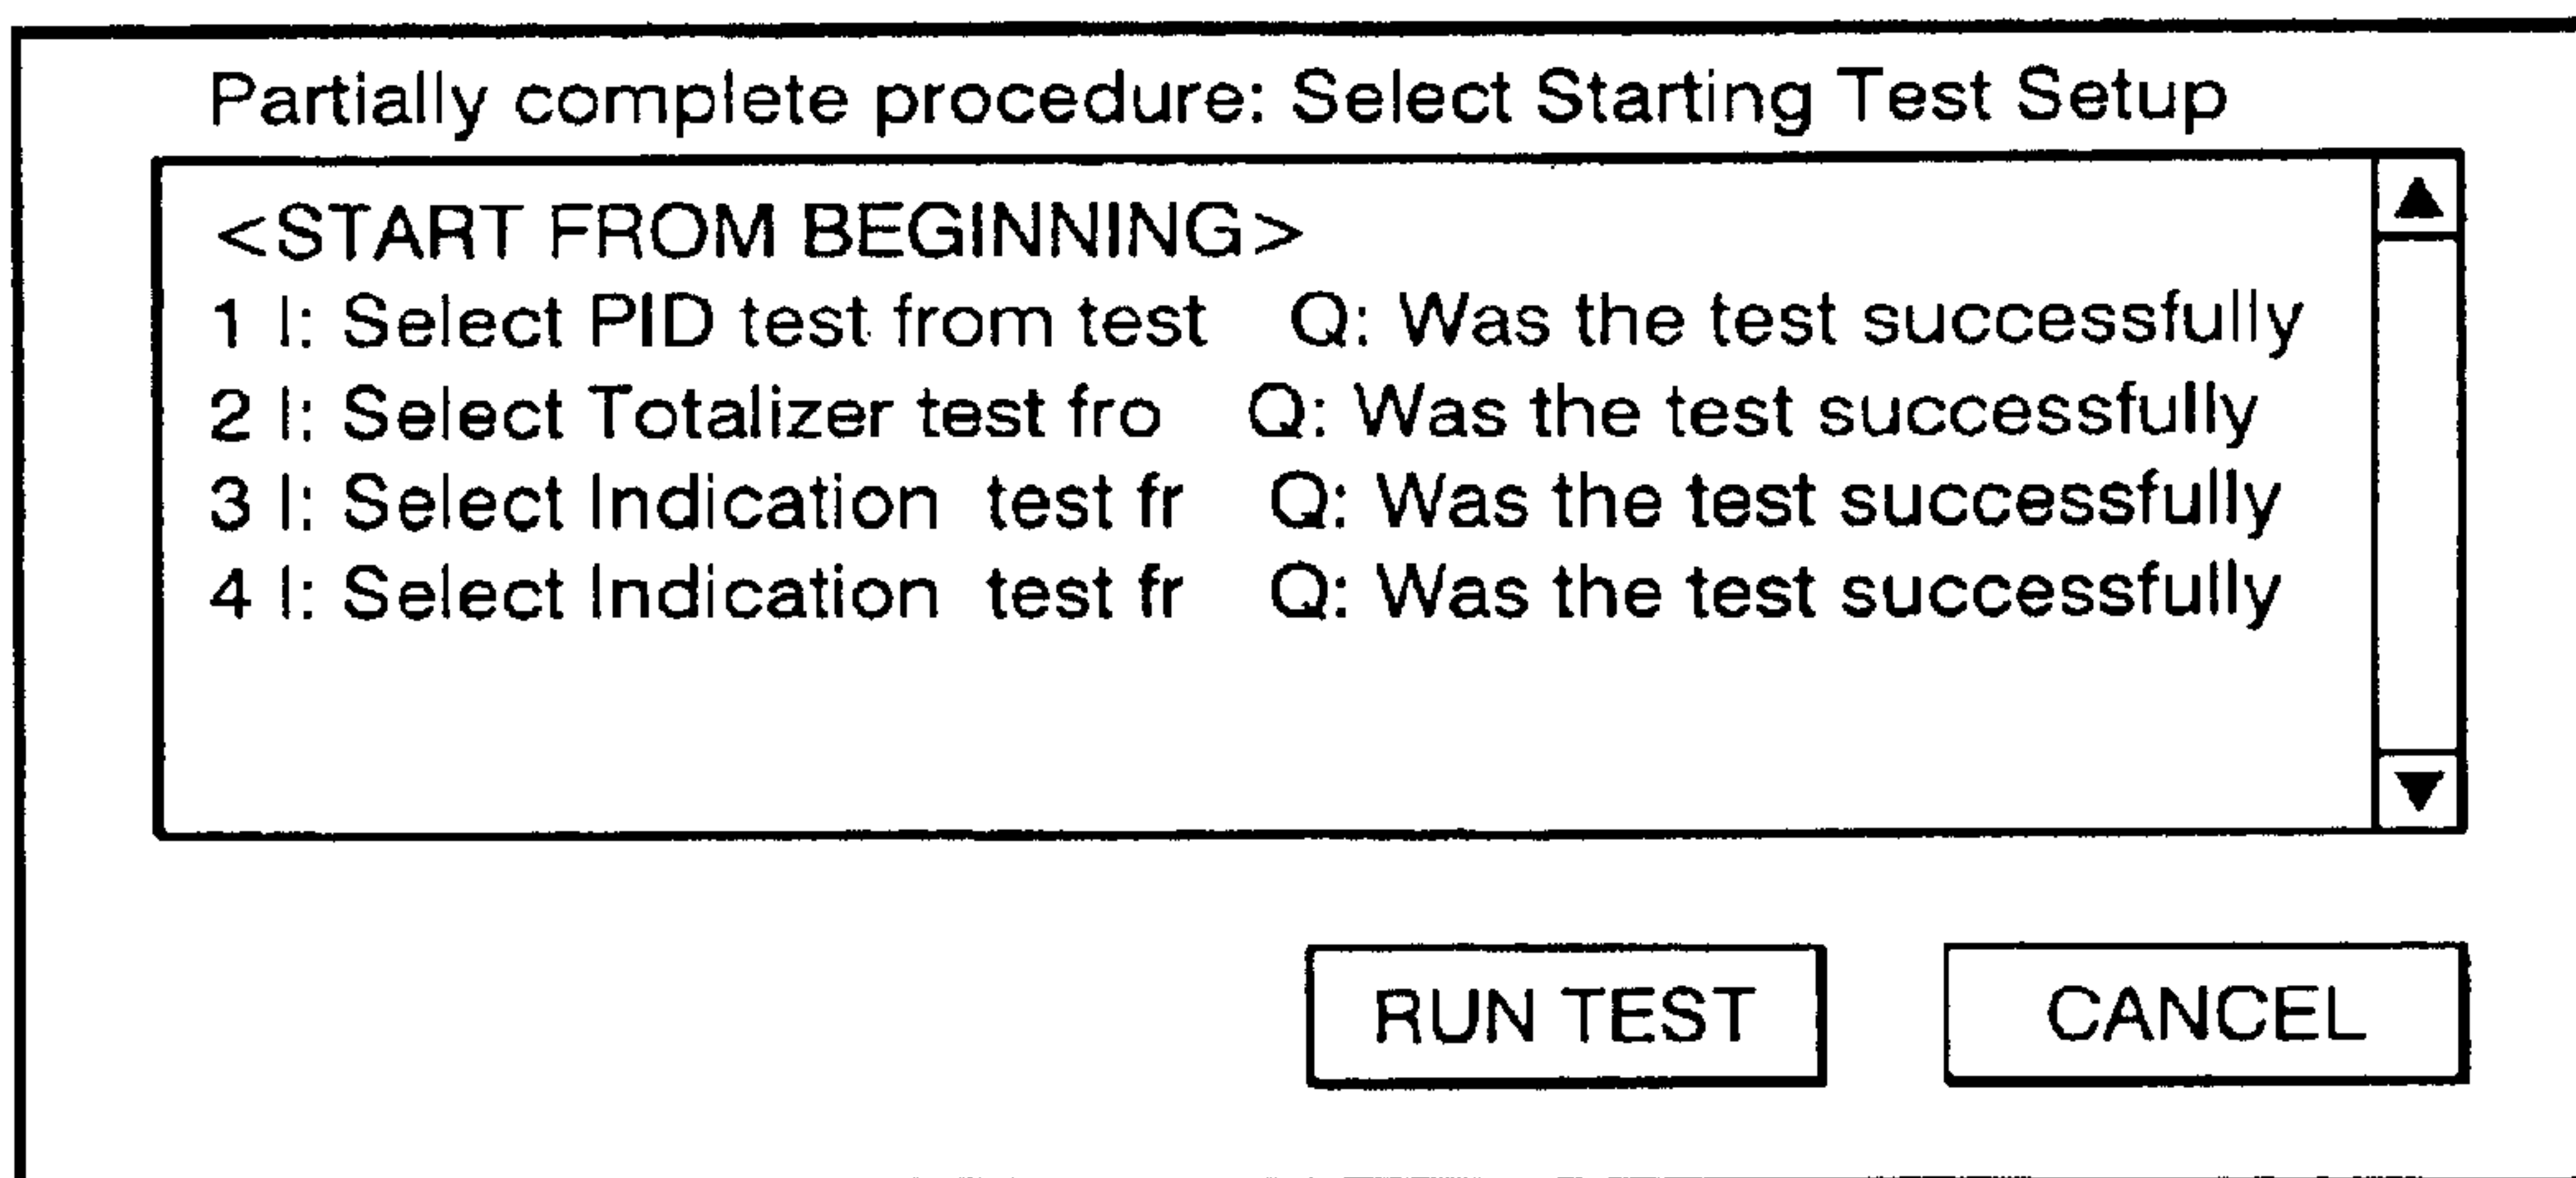 Partially complete procedure: Select Starting Test Setup
<START FROM BEGINNING>
1 I: Select PID test from test Q: Was the test successfully
2 I: Select Totalizer test fro Q: Was the test successfully
3 I: Select Indication test fr Q: Was the test successfully
4 I: Select Indication test fr Q: Was the test successfully
RUN TEST CANCEL